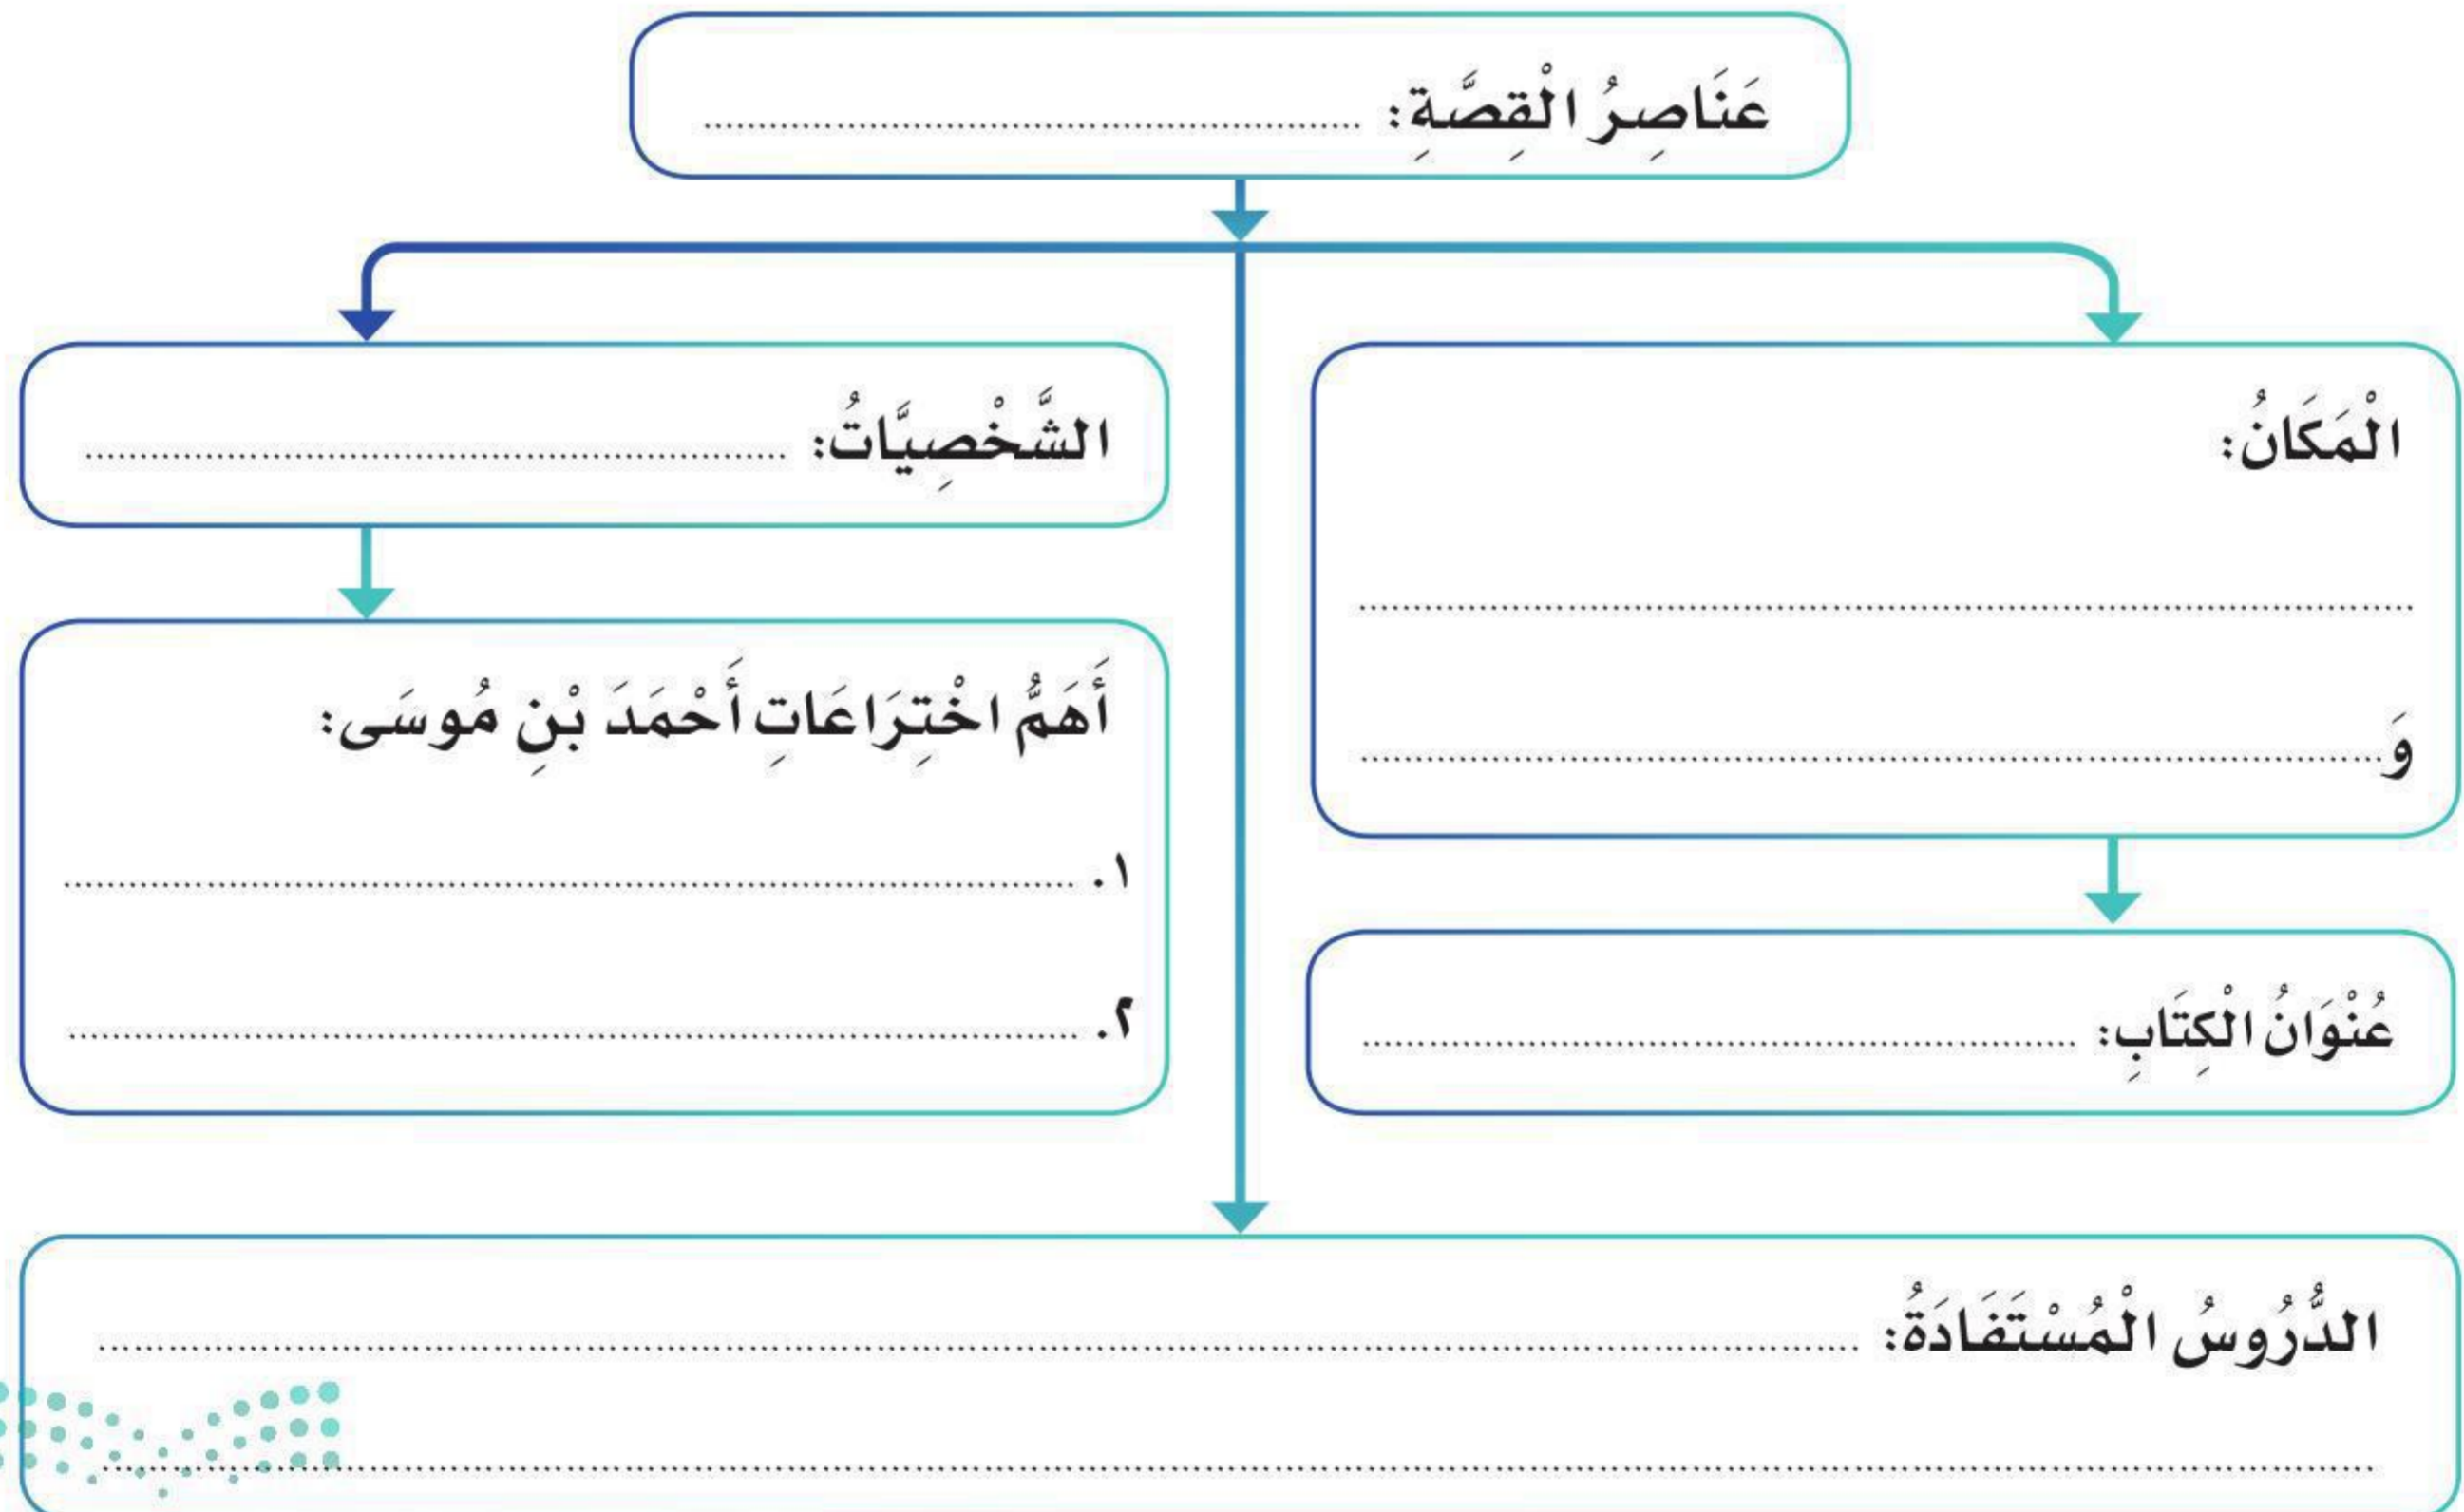 عَنَاصِرُ الْقِصَّةِ: ........................................
الْمَكَانُ:
........................................
وَ........................................
عُنْوَانُ الْكِتَابِ: ........................................
الشَّخْصِيَّاتُ: ........................................
أَهَمُّ اخْتِرَاعَاتِ أَحْمَدَ بْنِ مُوسَى:
١. ........................................
٢. ........................................
الدُّرُوسُ الْمُسْتَفَادَةُ: ........................................
........................................